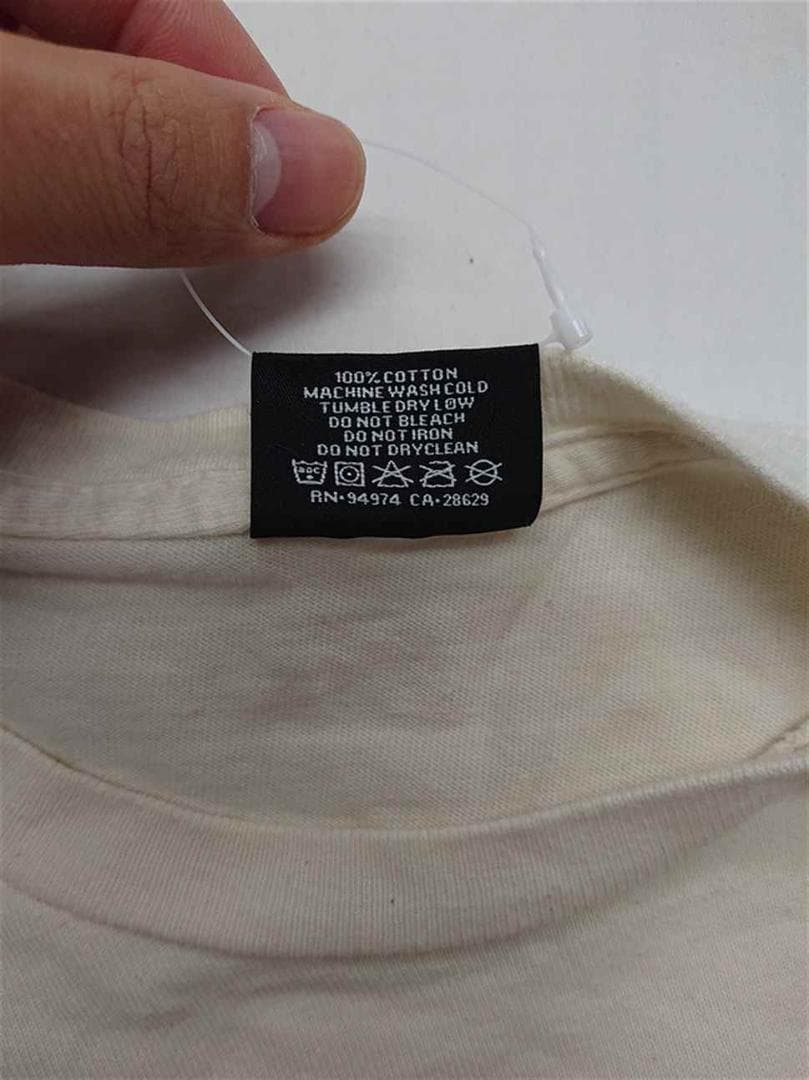 100% COTTON
MACHINE WASH COLD
TUMBLE DRY LOW
DO NOT BLEACH
DO NOT IRON
DO NOT DRYCLEAN
RN•94974 CA•28629